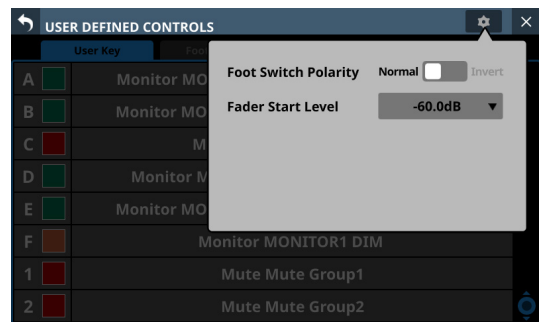 USER DEFINED CONTROLS
User Key Foo
Foot Switch Polarity Normal Invert
Fader Start Level -60.0dB
A Monitor MO
B Monitor MO
C M
D Monitor M
E Monitor MO
F Monitor MONITOR1 DIM
1 Mute Mute Group1
2 Mute Mute Group2